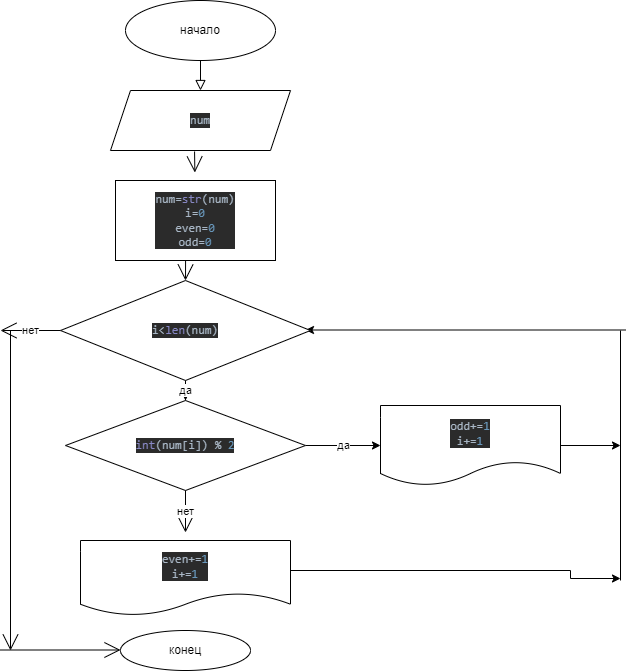 начало
num
num=str(num)
i=0
even=0
odd=0
нет
i<len(num)
да
int(num[i]) % 2
да
odd+=1
i+=1
нет
even+=1
i+=1
конец